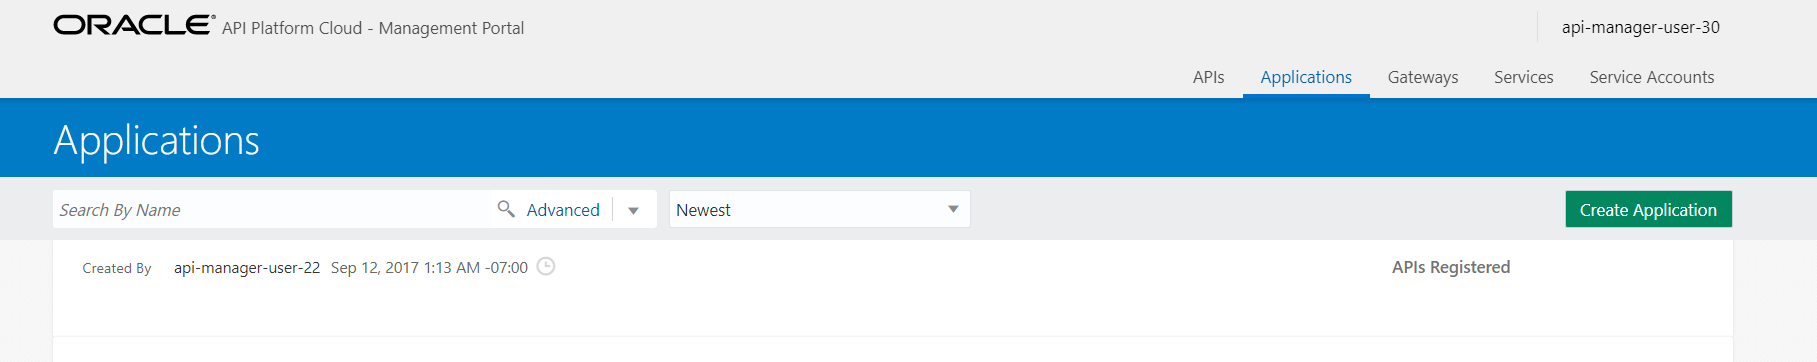 ORACLE® API Platform Cloud - Management Portal
api-manager-user-30
APIs Applications Gateways Services Service Accounts
Applications
Search By Name Advanced Newest Create Application
Created By api-manager-user-22 Sep 12, 2017 1:13 AM -07:00 APIs Registered